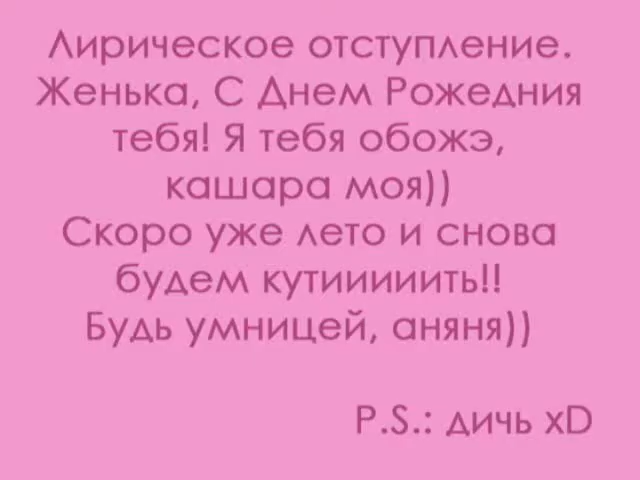 Лирическое отступление.
Женька, С Днем Рожедния
тебя! Я тебя обожэ,
кашара моя))
Скоро уже лето и снова
будем кутииииить!!
Будь умницей, аняня))
P.S.: дичь xD